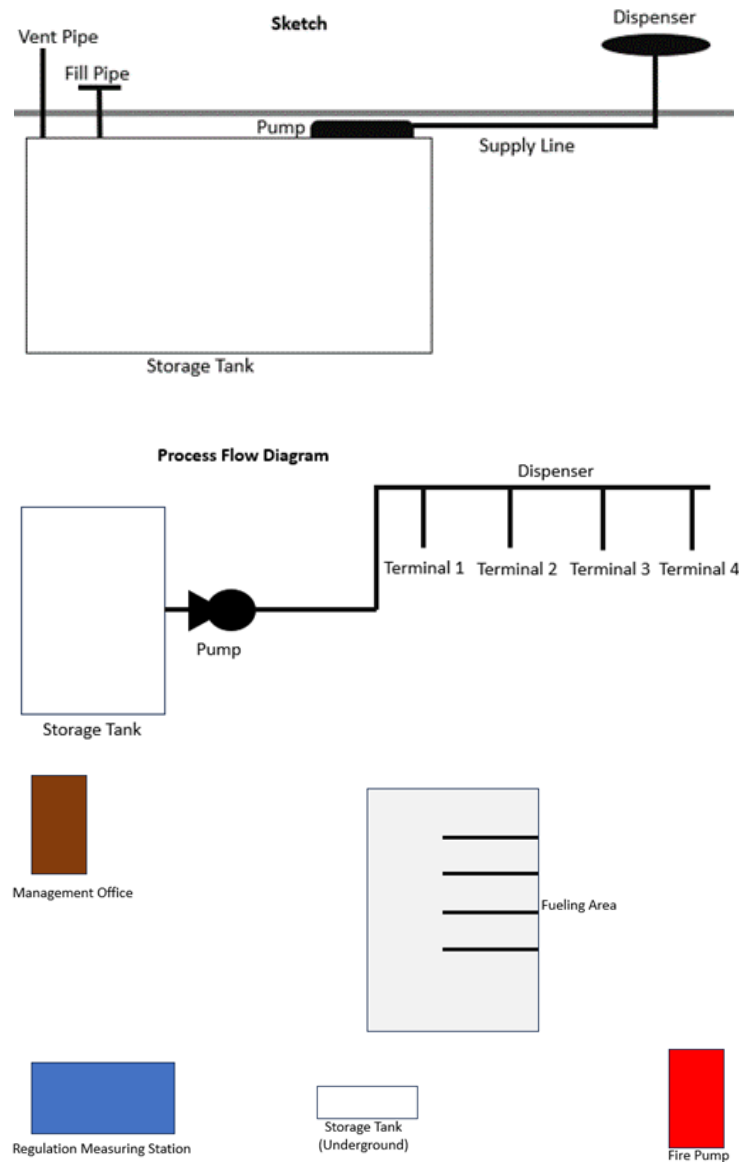 Sketch
Dispenser
Vent Pipe
Fill Pipe
Pump
Supply Line
Storage Tank
Process Flow Diagram
Dispenser
Terminal 1
Terminal 2
Terminal 3
Terminal 4
Pump
Storage Tank
Management Office
Fueling Area
Regulation Measuring Station
Storage Tank
(Underground)
Fire Pump